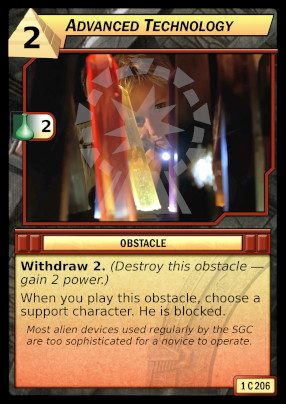 2
ADVANCED TECHNOLOGY
2
OBSTACLE
Withdraw 2. (Destroy this obstacle —
gain 2 power.)
When you play this obstacle, choose a
support character. He is blocked.
Most alien devices used regularly by the SGC
are too sophisticated for a novice to operate.
1 C 206